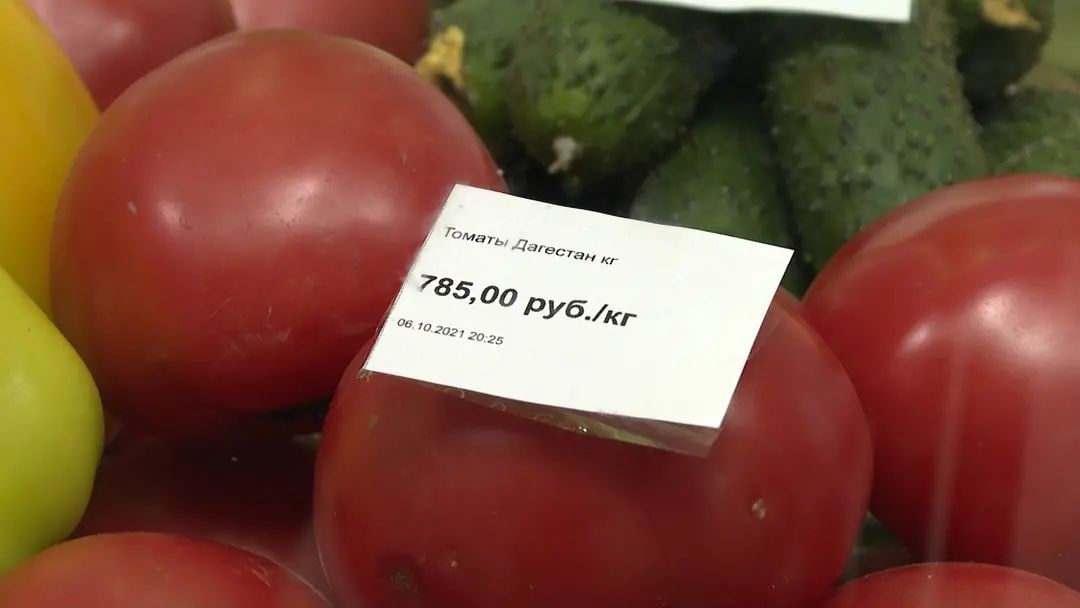 Томаты Дагестан кг
785,00 руб./кг
06.10.2021 20:25